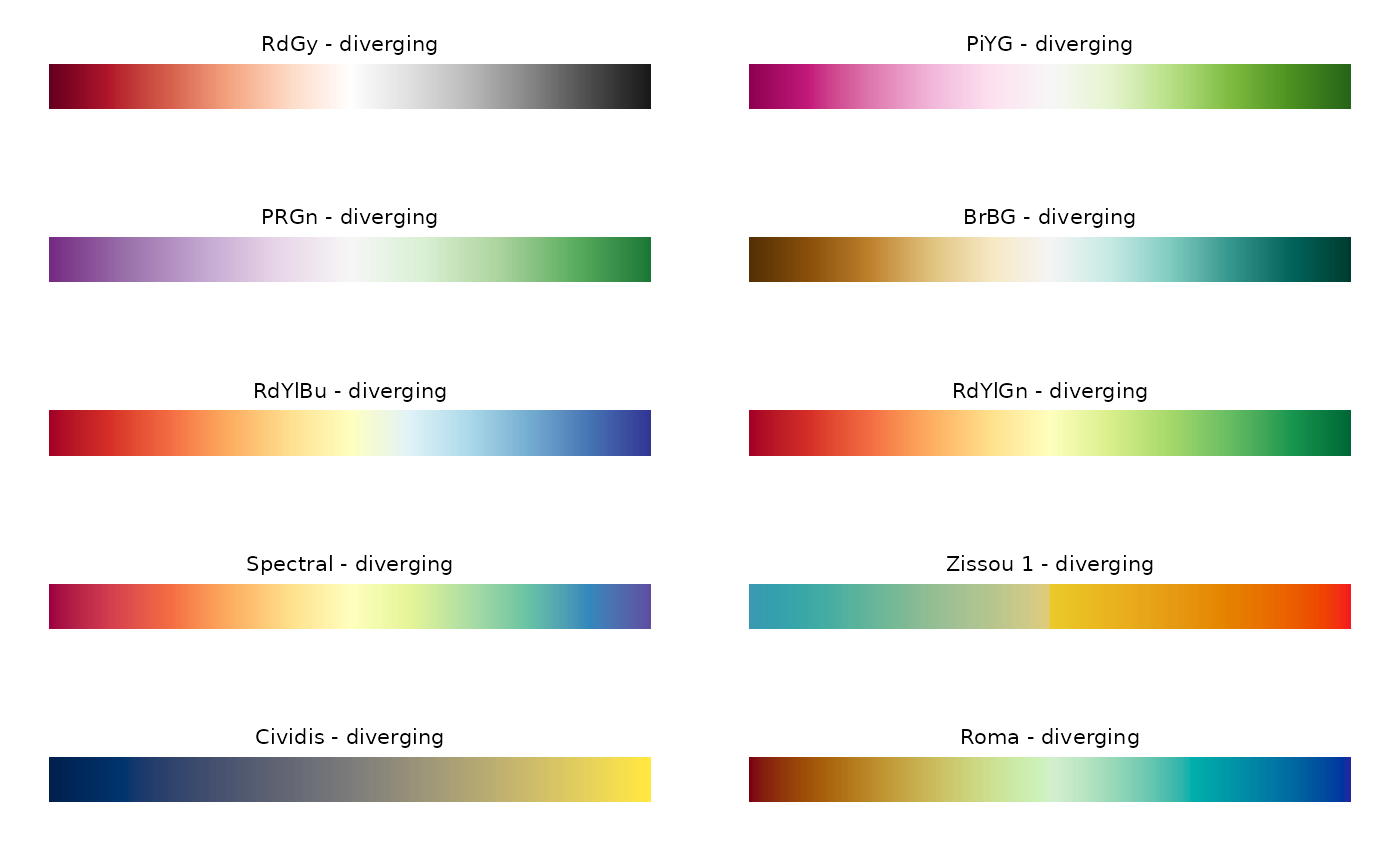 RdGy - diverging
PiYG - diverging
PRGn - diverging
BrBG - diverging
RdYlBu - diverging
RdYlGn - diverging
Spectral - diverging
Zissou 1 - diverging
Cividis - diverging
Roma - diverging